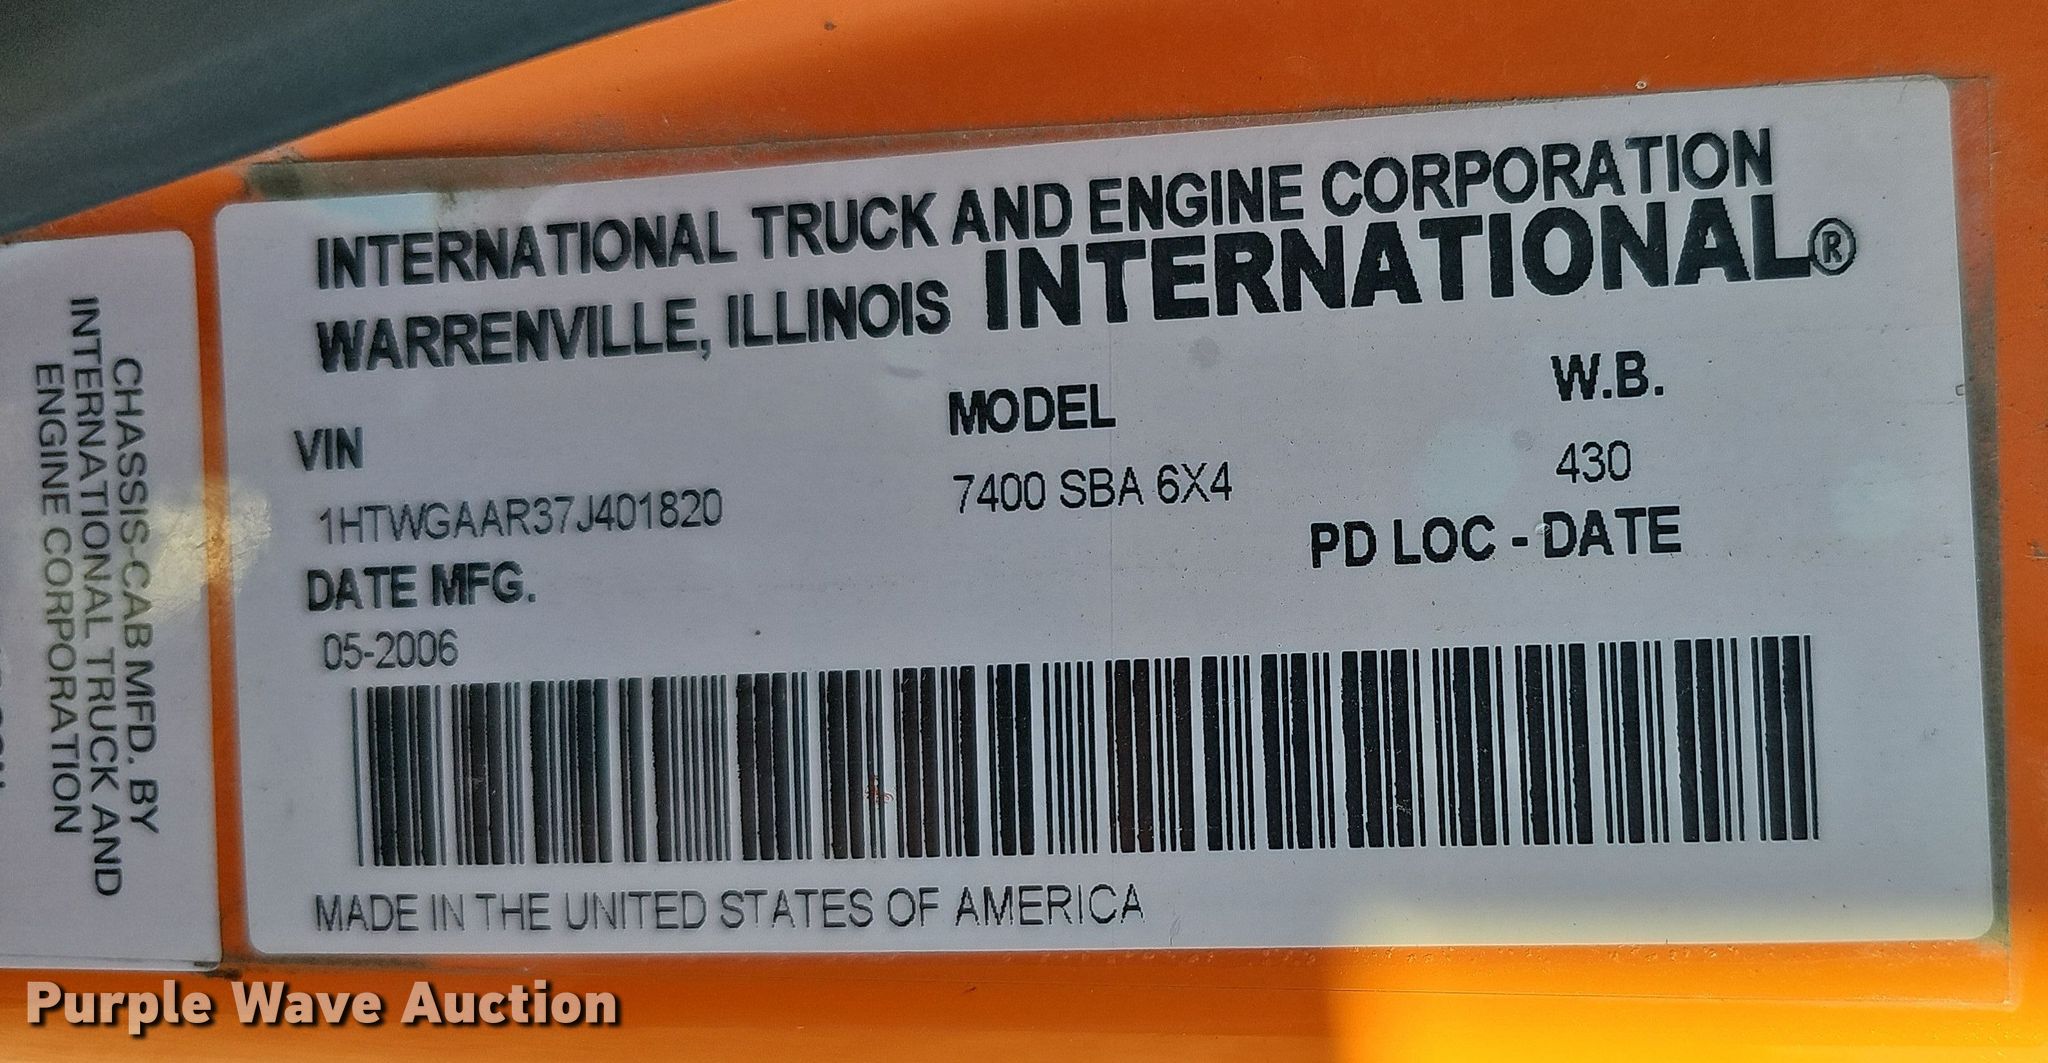 INTERNATIONAL TRUCK AND ENGINE CORPORATION
WARRENVILLE, ILLINOIS INTERNATIONAL®
VIN MODEL W.B.
1HTWGAAR37J401820 7400 SBA 6X4 430
DATE MFG. PD LOC - DATE
05-2006
MADE IN THE UNITED STATES OF AMERICA
CHASSIS-CAB MFD. BY
INTERNATIONAL TRUCK AND
ENGINE CORPORATION
Purple Wave Auction